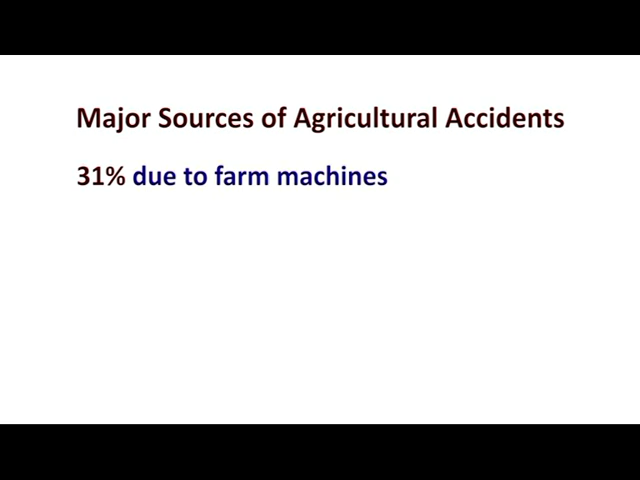 Major Sources of Agricultural Accidents
31% due to farm machines